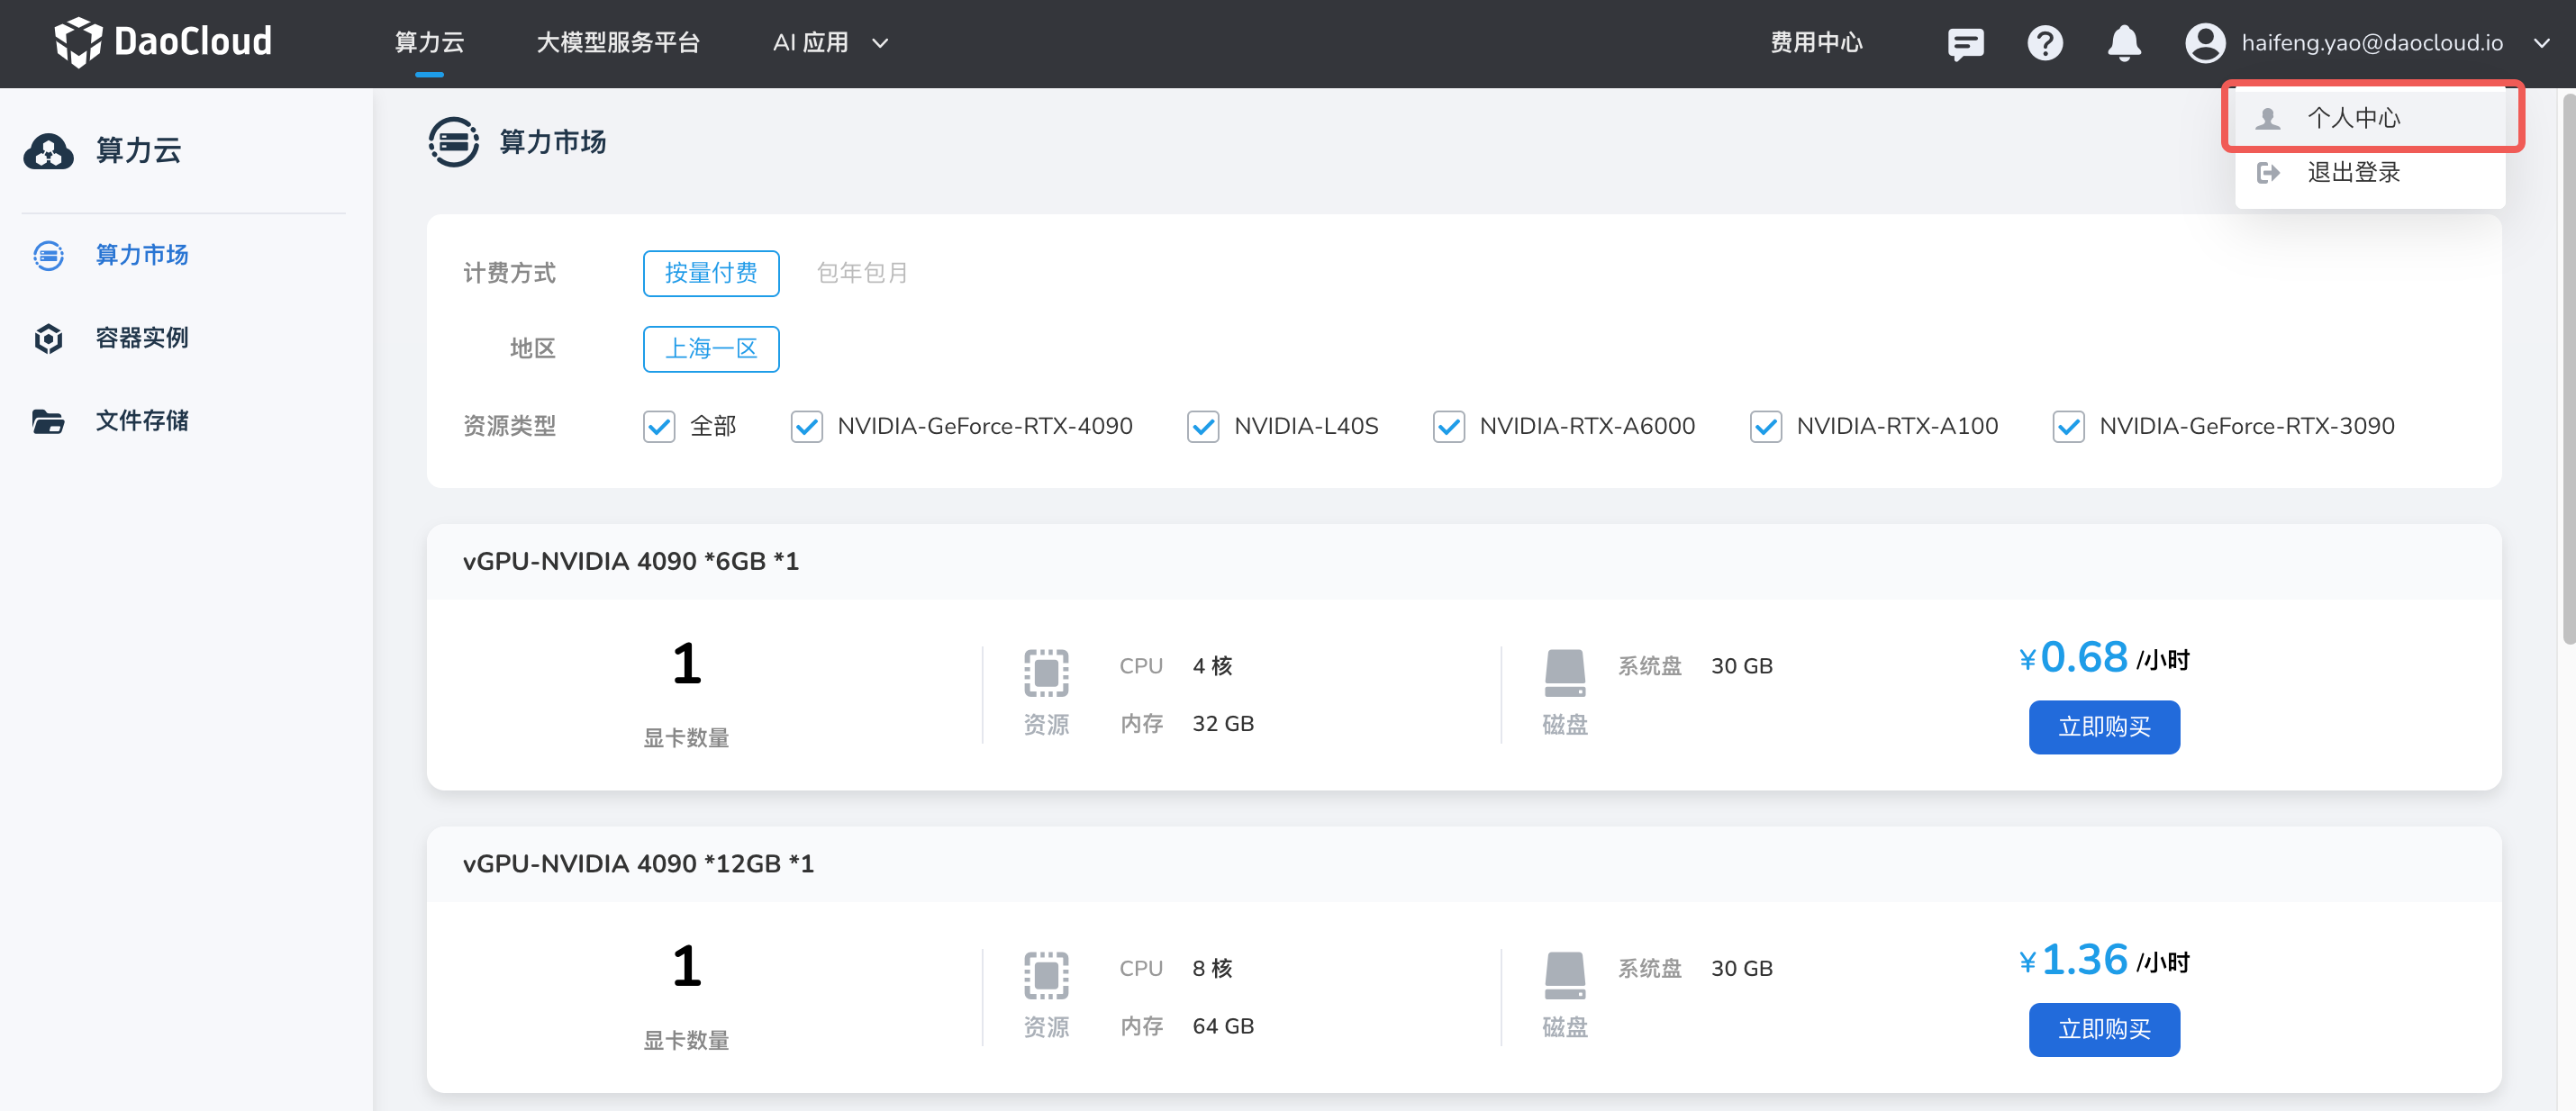 DaoCloud
算力云
大模型服务平台
AI 应用
费用中心
haifeng.yao@daocloud.io
个人中心
退出登录
算力云
算力市场
容器实例
文件存储
算力市场
计费方式 按量付费 包年包月
地区 上海一区
资源类型 全部 NVIDIA-GeForce-RTX-4090 NVIDIA-L40S NVIDIA-RTX-A6000 NVIDIA-RTX-A100 NVIDIA-GeForce-RTX-3090
vGPU-NVIDIA 4090 *6GB *1
1
显卡数量
资源
CPU 4 核
内存 32 GB
磁盘
系统盘 30 GB
¥0.68 /小时
立即购买
vGPU-NVIDIA 4090 *12GB *1
1
显卡数量
资源
CPU 8 核
内存 64 GB
磁盘
系统盘 30 GB
¥1.36 /小时
立即购买